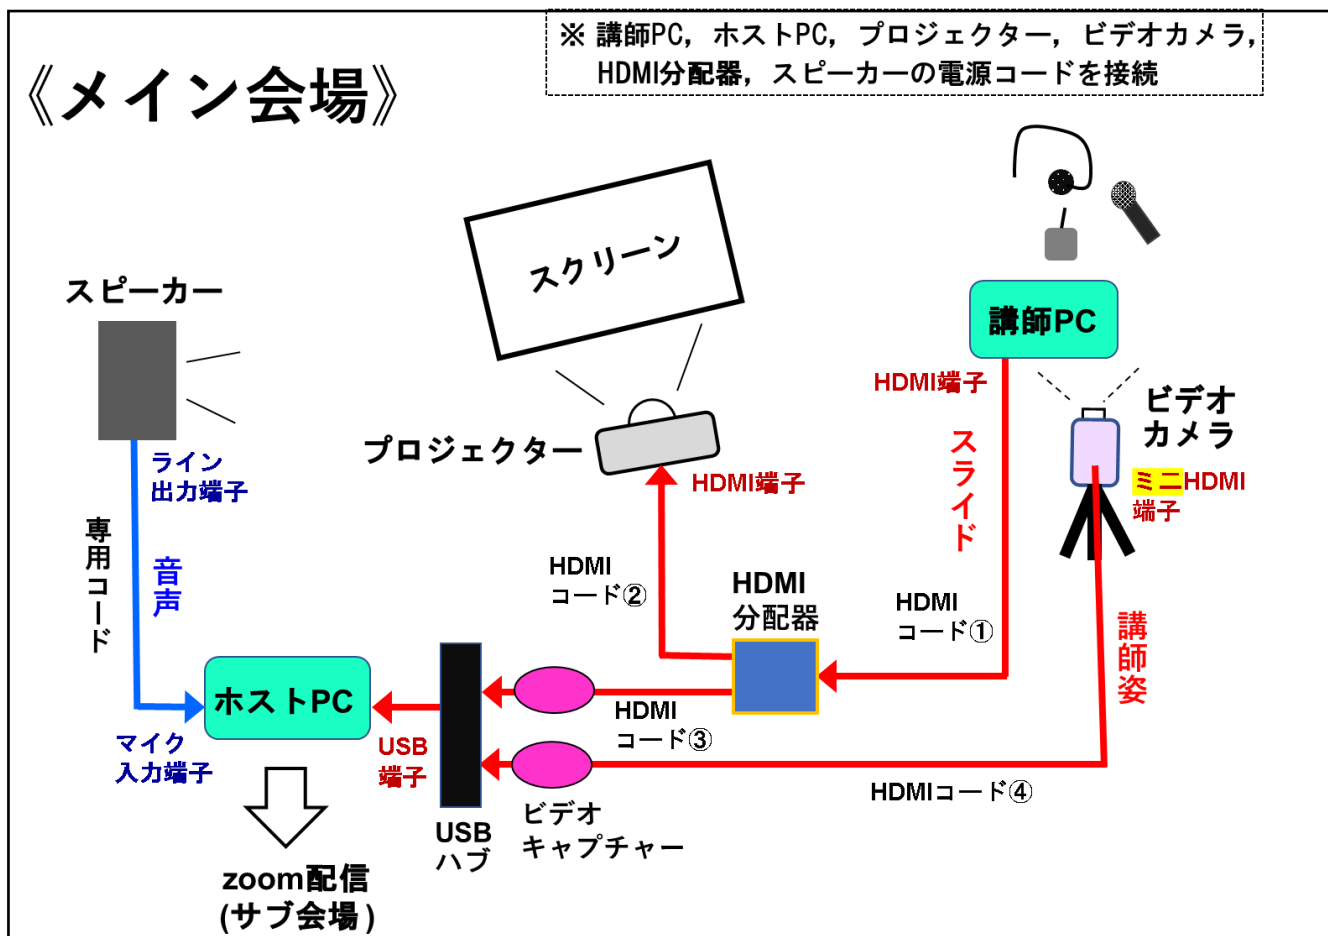 ※ 講師PC，ホストPC，プロジェクター，ビデオカメラ，
HDMI分配器，スピーカーの電源コードを接続
《メイン会場》
スクリーン
スピーカー
講師PC
HDMI端子
ビデオ
カメラ
プロジェクター
スライド
ライン
出力端子
HDMI端子
ミニHDMI
端子
専用コード
音声
HDMI
コード②
HDMI
分配器
HDMI
コード①
講師姿
ホストPC
HDMI
コード③
マイク
入力端子
USB
端子
HDMIコード④
ビデオ
キャプチャー
USB
ハブ
zoom配信
(サブ会場)